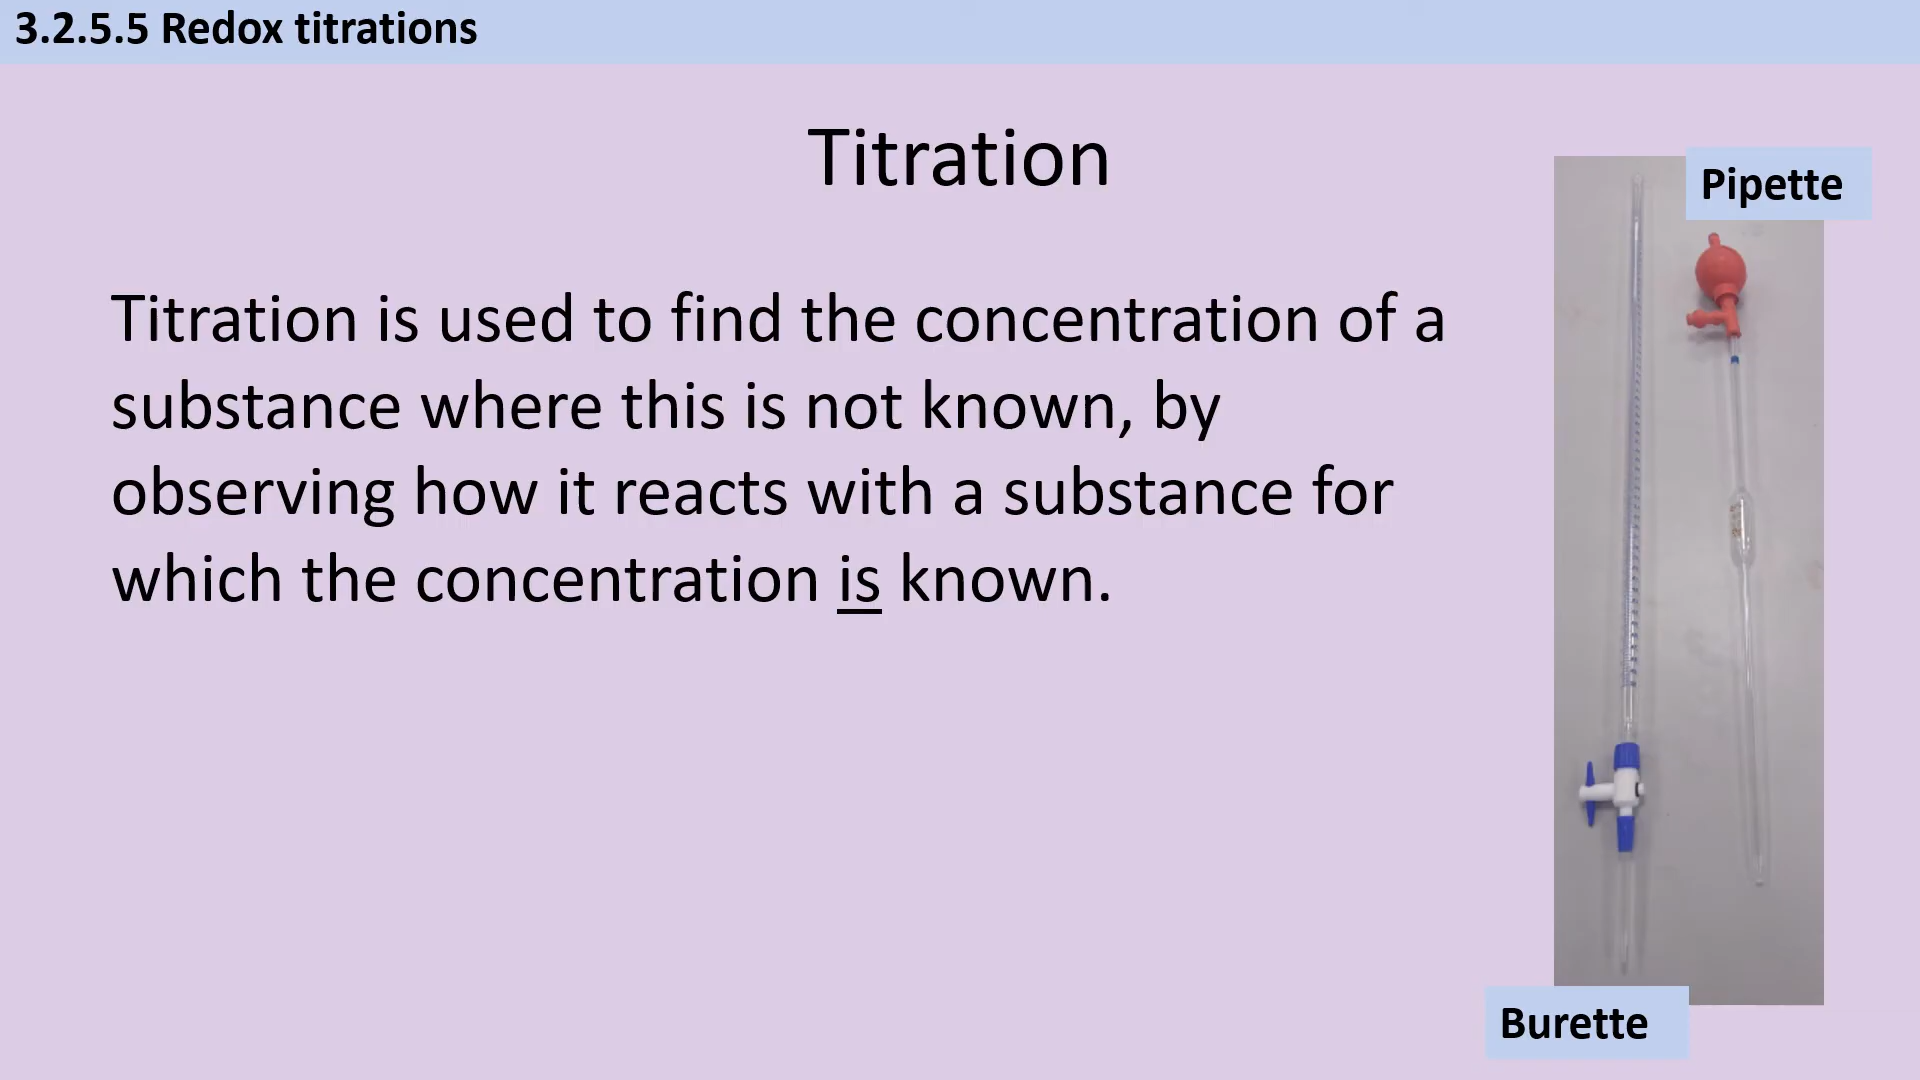 3.2.5.5 Redox titrations
Titration
Pipette
Titration is used to find the concentration of a
substance where this is not known, by
observing how it reacts with a substance for
which the concentration is known.
Burette